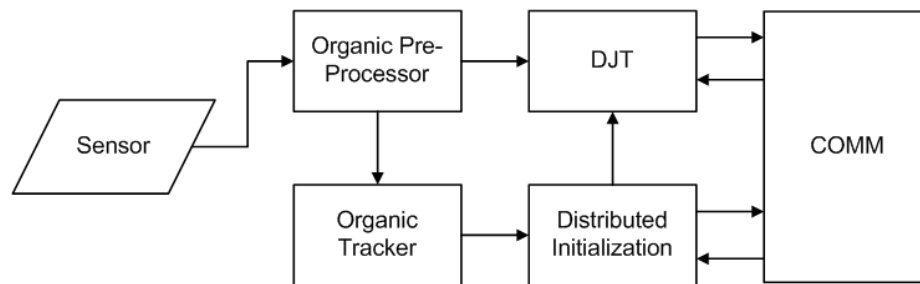 Organic Pre-
Processor
DJT
Sensor
COMM
Organic
Tracker
Distributed
Initialization